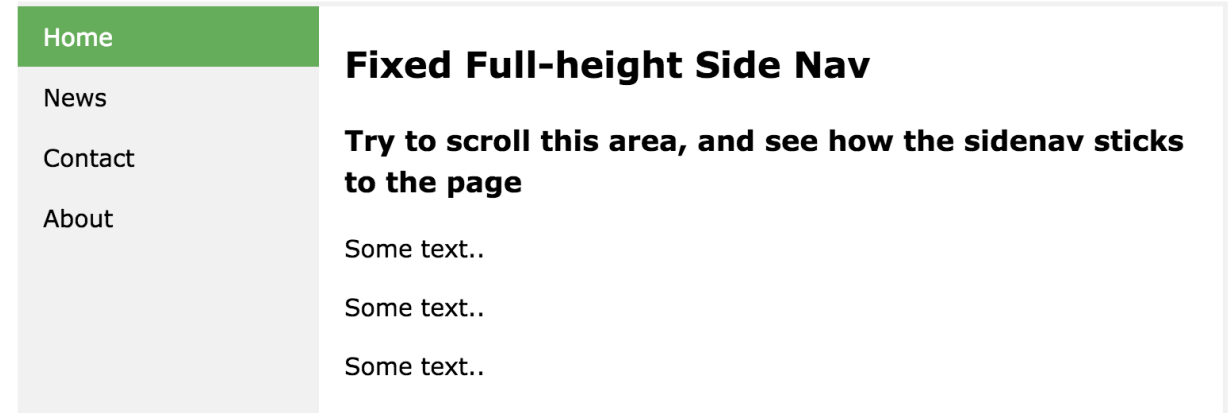 Home
News
Contact
About
Fixed Full-height Side Nav
Try to scroll this area, and see how the sidenav sticks
to the page
Some text..
Some text..
Some text..